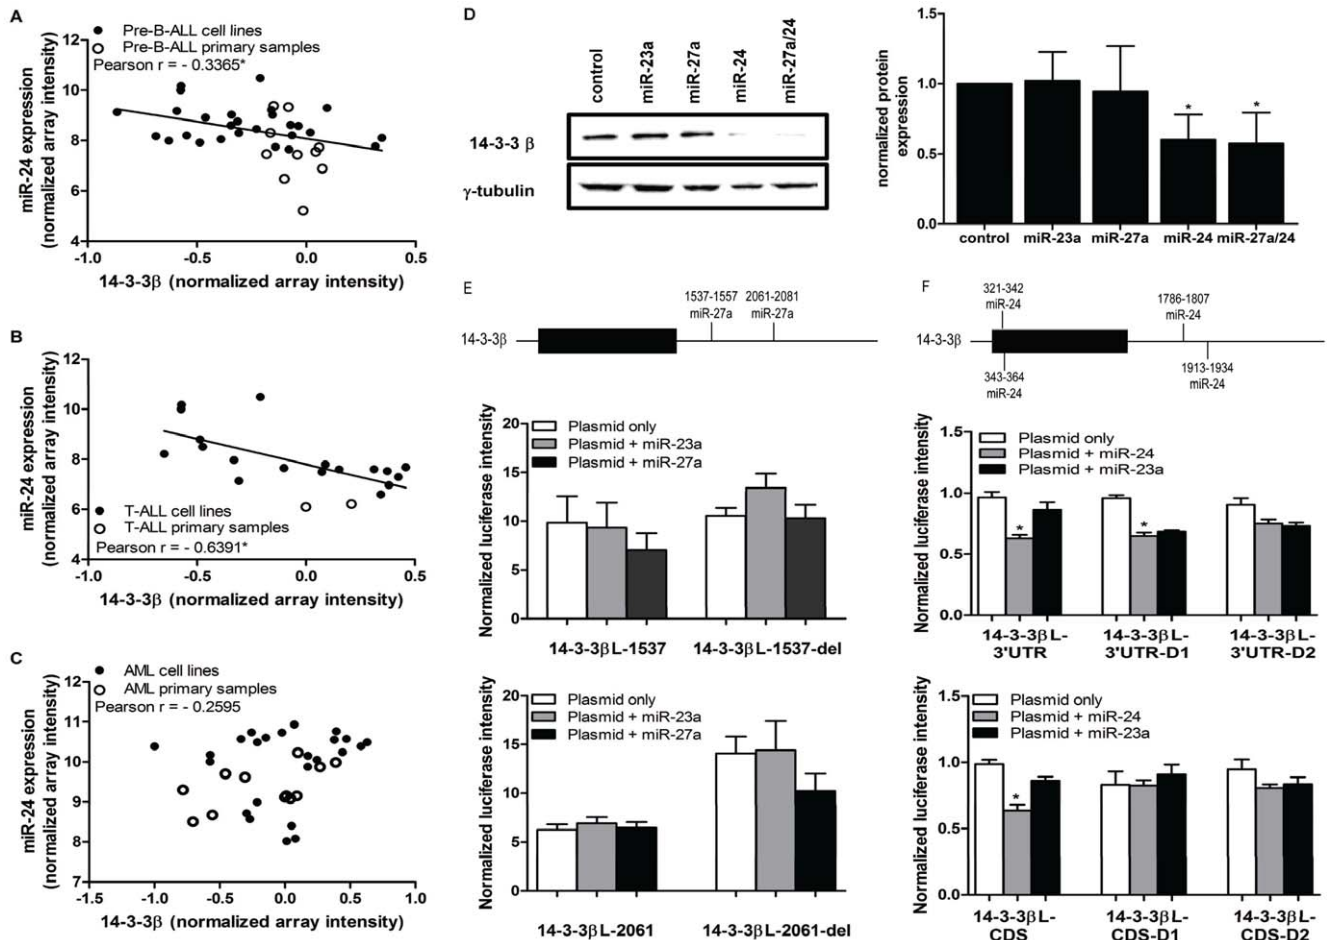 A
Pre-B-ALL cell lines
Pre-B-ALL primary samples
Pearson r = - 0.3365*
miR-24 expression
(normalized array intensity)
12
10
8
6
4
-1.0 -0.5 0.0 0.5
14-3-3β (normalized array intensity)
B
miR-24 expression
(normalized array intensity)
12
10
8
6
4
T-ALL cell lines
T-ALL primary samples
Pearson r = - 0.6391*
-1.0 -0.5 0.0 0.5
14-3-3β (normalized array intensity)
C
AML cell lines
AML primary samples
Pearson r = - 0.2595
miR-24 expression
(normalized array intensity)
12
11
10
9
8
7
-1.5 -1.0 -0.5 0.0 0.5 1.0
14-3-3β (normalized array intensity)
D
control
miR-23a
miR-27a
miR-24
miR-27a/24
14-3-3 β
γ-tubulin
normalized protein
expression
1.5
1.0
0.5
0.0
* *
control miR-23a miR-27a miR-24 miR-27a/24
E
1537-1557 2061-2081
miR-27a miR-27a
14-3-3β
Normalized luciferase intensity
20
15
10
5
0
Plasmid only
Plasmid + miR-23a
Plasmid + miR-27a
14-3-3βL-1537 14-3-3βL-1537-del
Normalized luciferase intensity
20
15
10
5
0
Plasmid only
Plasmid + miR-23a
Plasmid + miR-27a
14-3-3βL-2061 14-3-3βL-2061-del
F
321-342
miR-24
1786-1807
miR-24
14-3-3β
343-364
miR-24
1913-1934
miR-24
Normalized luciferase intensity
1.5
1.0
0.5
0.0
Plasmid only
Plasmid + miR-24
Plasmid + miR-23a
* *
14-3-3βL- 14-3-3βL- 14-3-3βL-
3'UTR 3'UTR-D1 3'UTR-D2
Normalized luciferase intensity
1.5
1.0
0.5
0.0
Plasmid only
Plasmid + miR-24
Plasmid + miR-23a
*
14-3-3βL- 14-3-3βL- 14-3-3βL-
CDS CDS-D1 CDS-D2